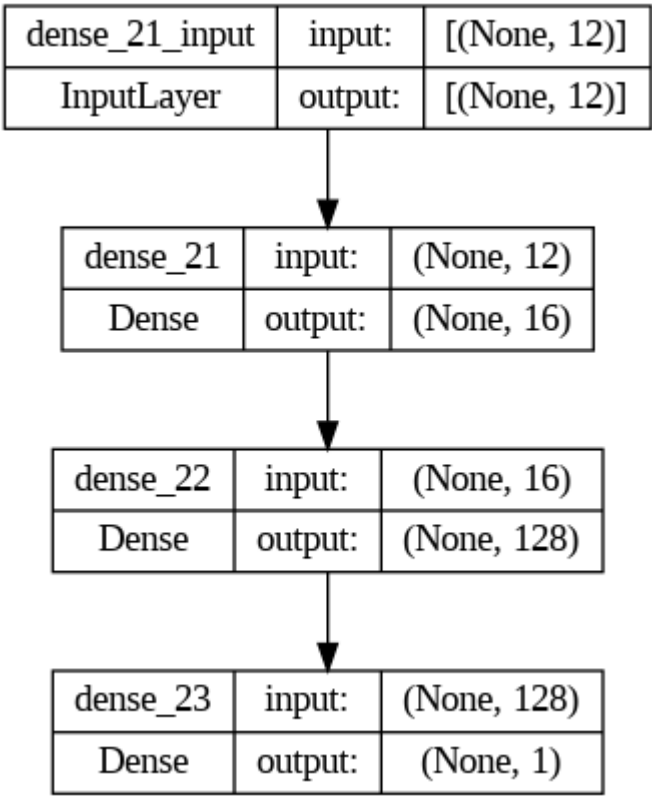 dense_21_input input: [(None, 12)]
InputLayer output: [(None, 12)]
dense_21 input: (None, 12)
Dense output: (None, 16)
dense_22 input: (None, 16)
Dense output: (None, 128)
dense_23 input: (None, 128)
Dense output: (None, 1)